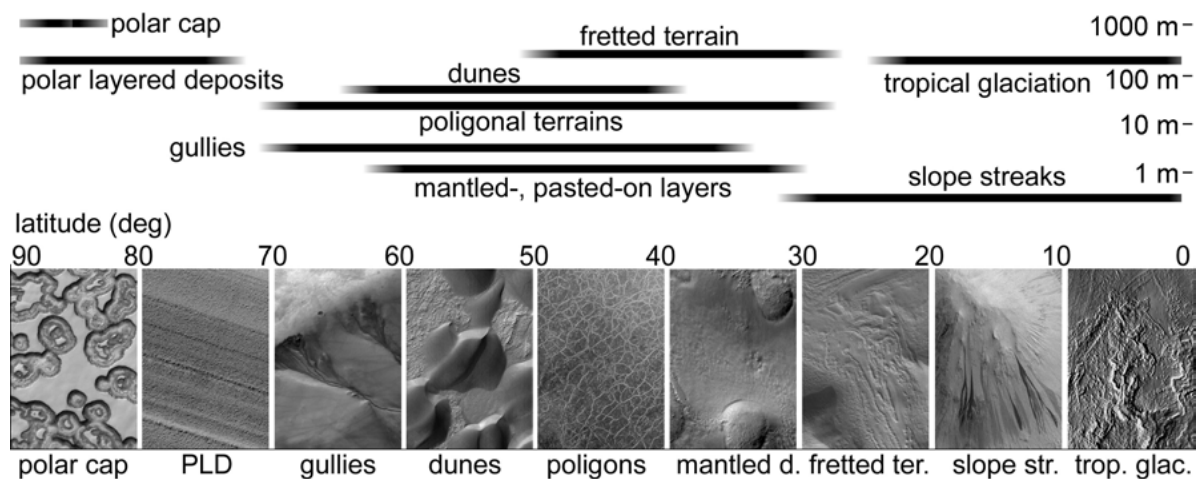 polar cap
1000 m
fretted terrain
polar layered deposits
dunes
tropical glaciation
100 m
poligonal terrains
10 m
gullies
mantled-, pasted-on layers
slope streaks
1 m
latitude (deg)
90 80 70 60 50 40 30 20 10 0
polar cap PLD gullies dunes poligons mantled d. fretted ter. slope str. trop. glac.